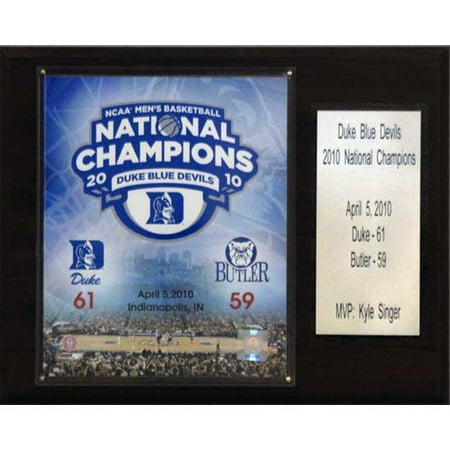 NCAA MEN'S BASKETBALL
NATIONAL
CHAMPIONS
20 10
DUKE BLUE DEVILS
Duke
61
BUTLER
59
April 5,2010
Indianapolis, IN
Duke Blue Devils
2010 National Champions
April 5, 2010
Duke - 61
Butler - 59
MVP: Kyle Singer